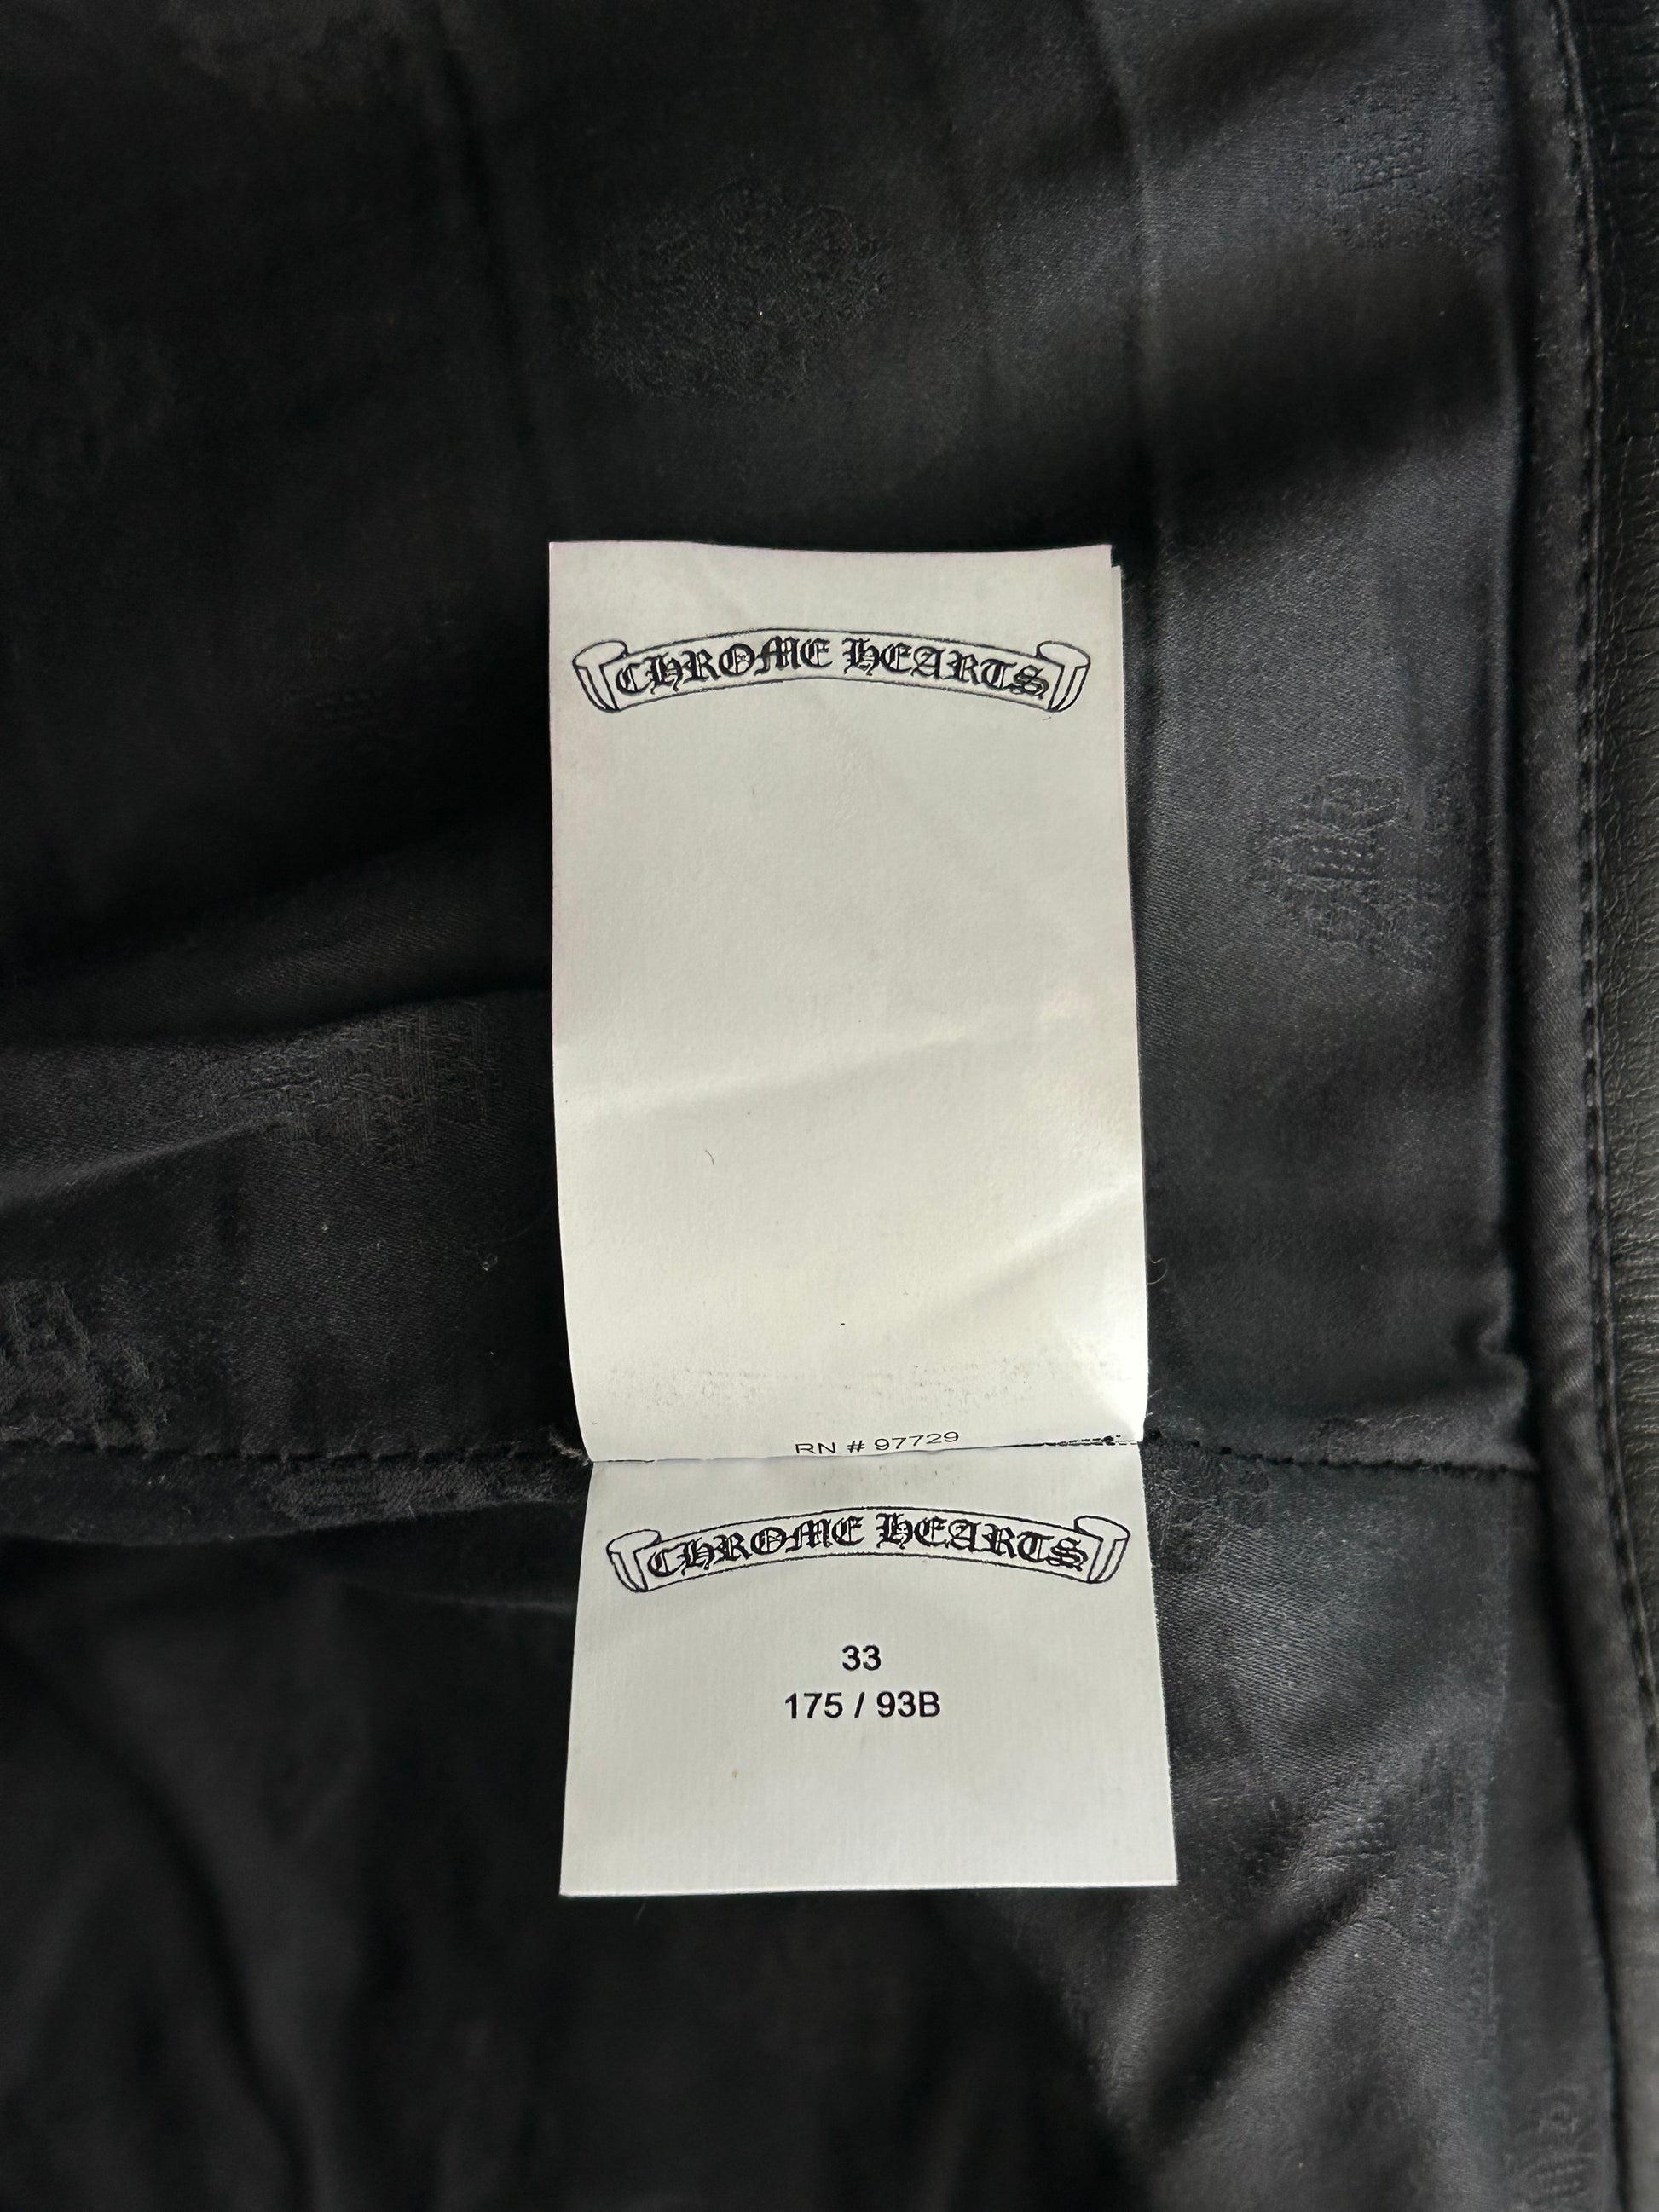 CHROME HEARTS
RN # 97729
CHROME HEARTS
33
175 / 93B